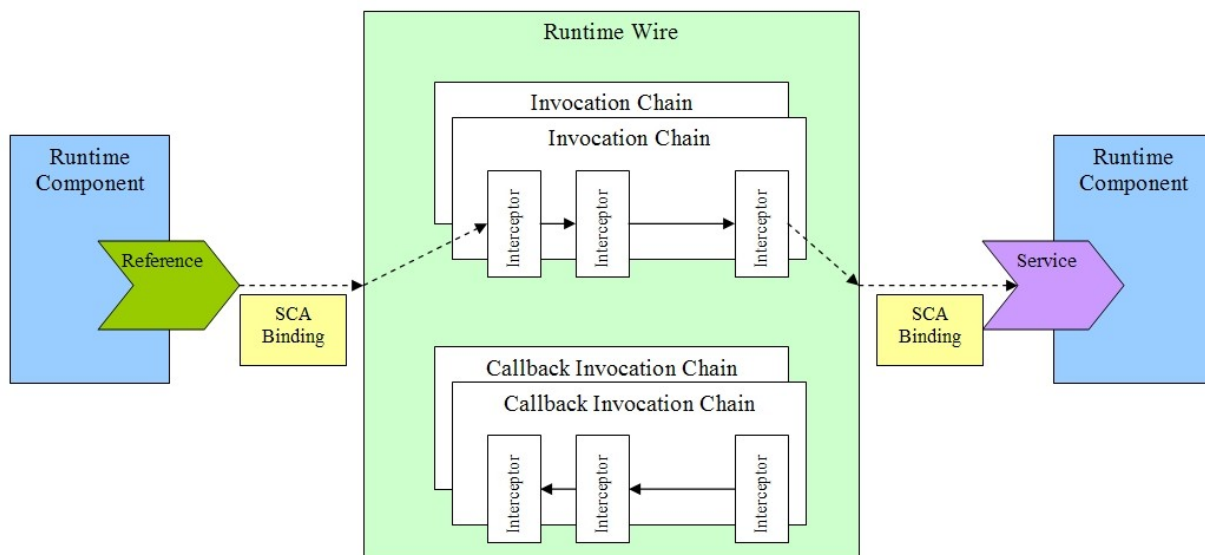 Runtime Wire
Invocation Chain
Invocation Chain
Interceptor
Interceptor
Interceptor
Runtime
Component
Reference
SCA
Binding
Runtime
Component
Service
SCA
Binding
Callback Invocation Chain
Callback Invocation Chain
Interceptor
Interceptor
Interceptor